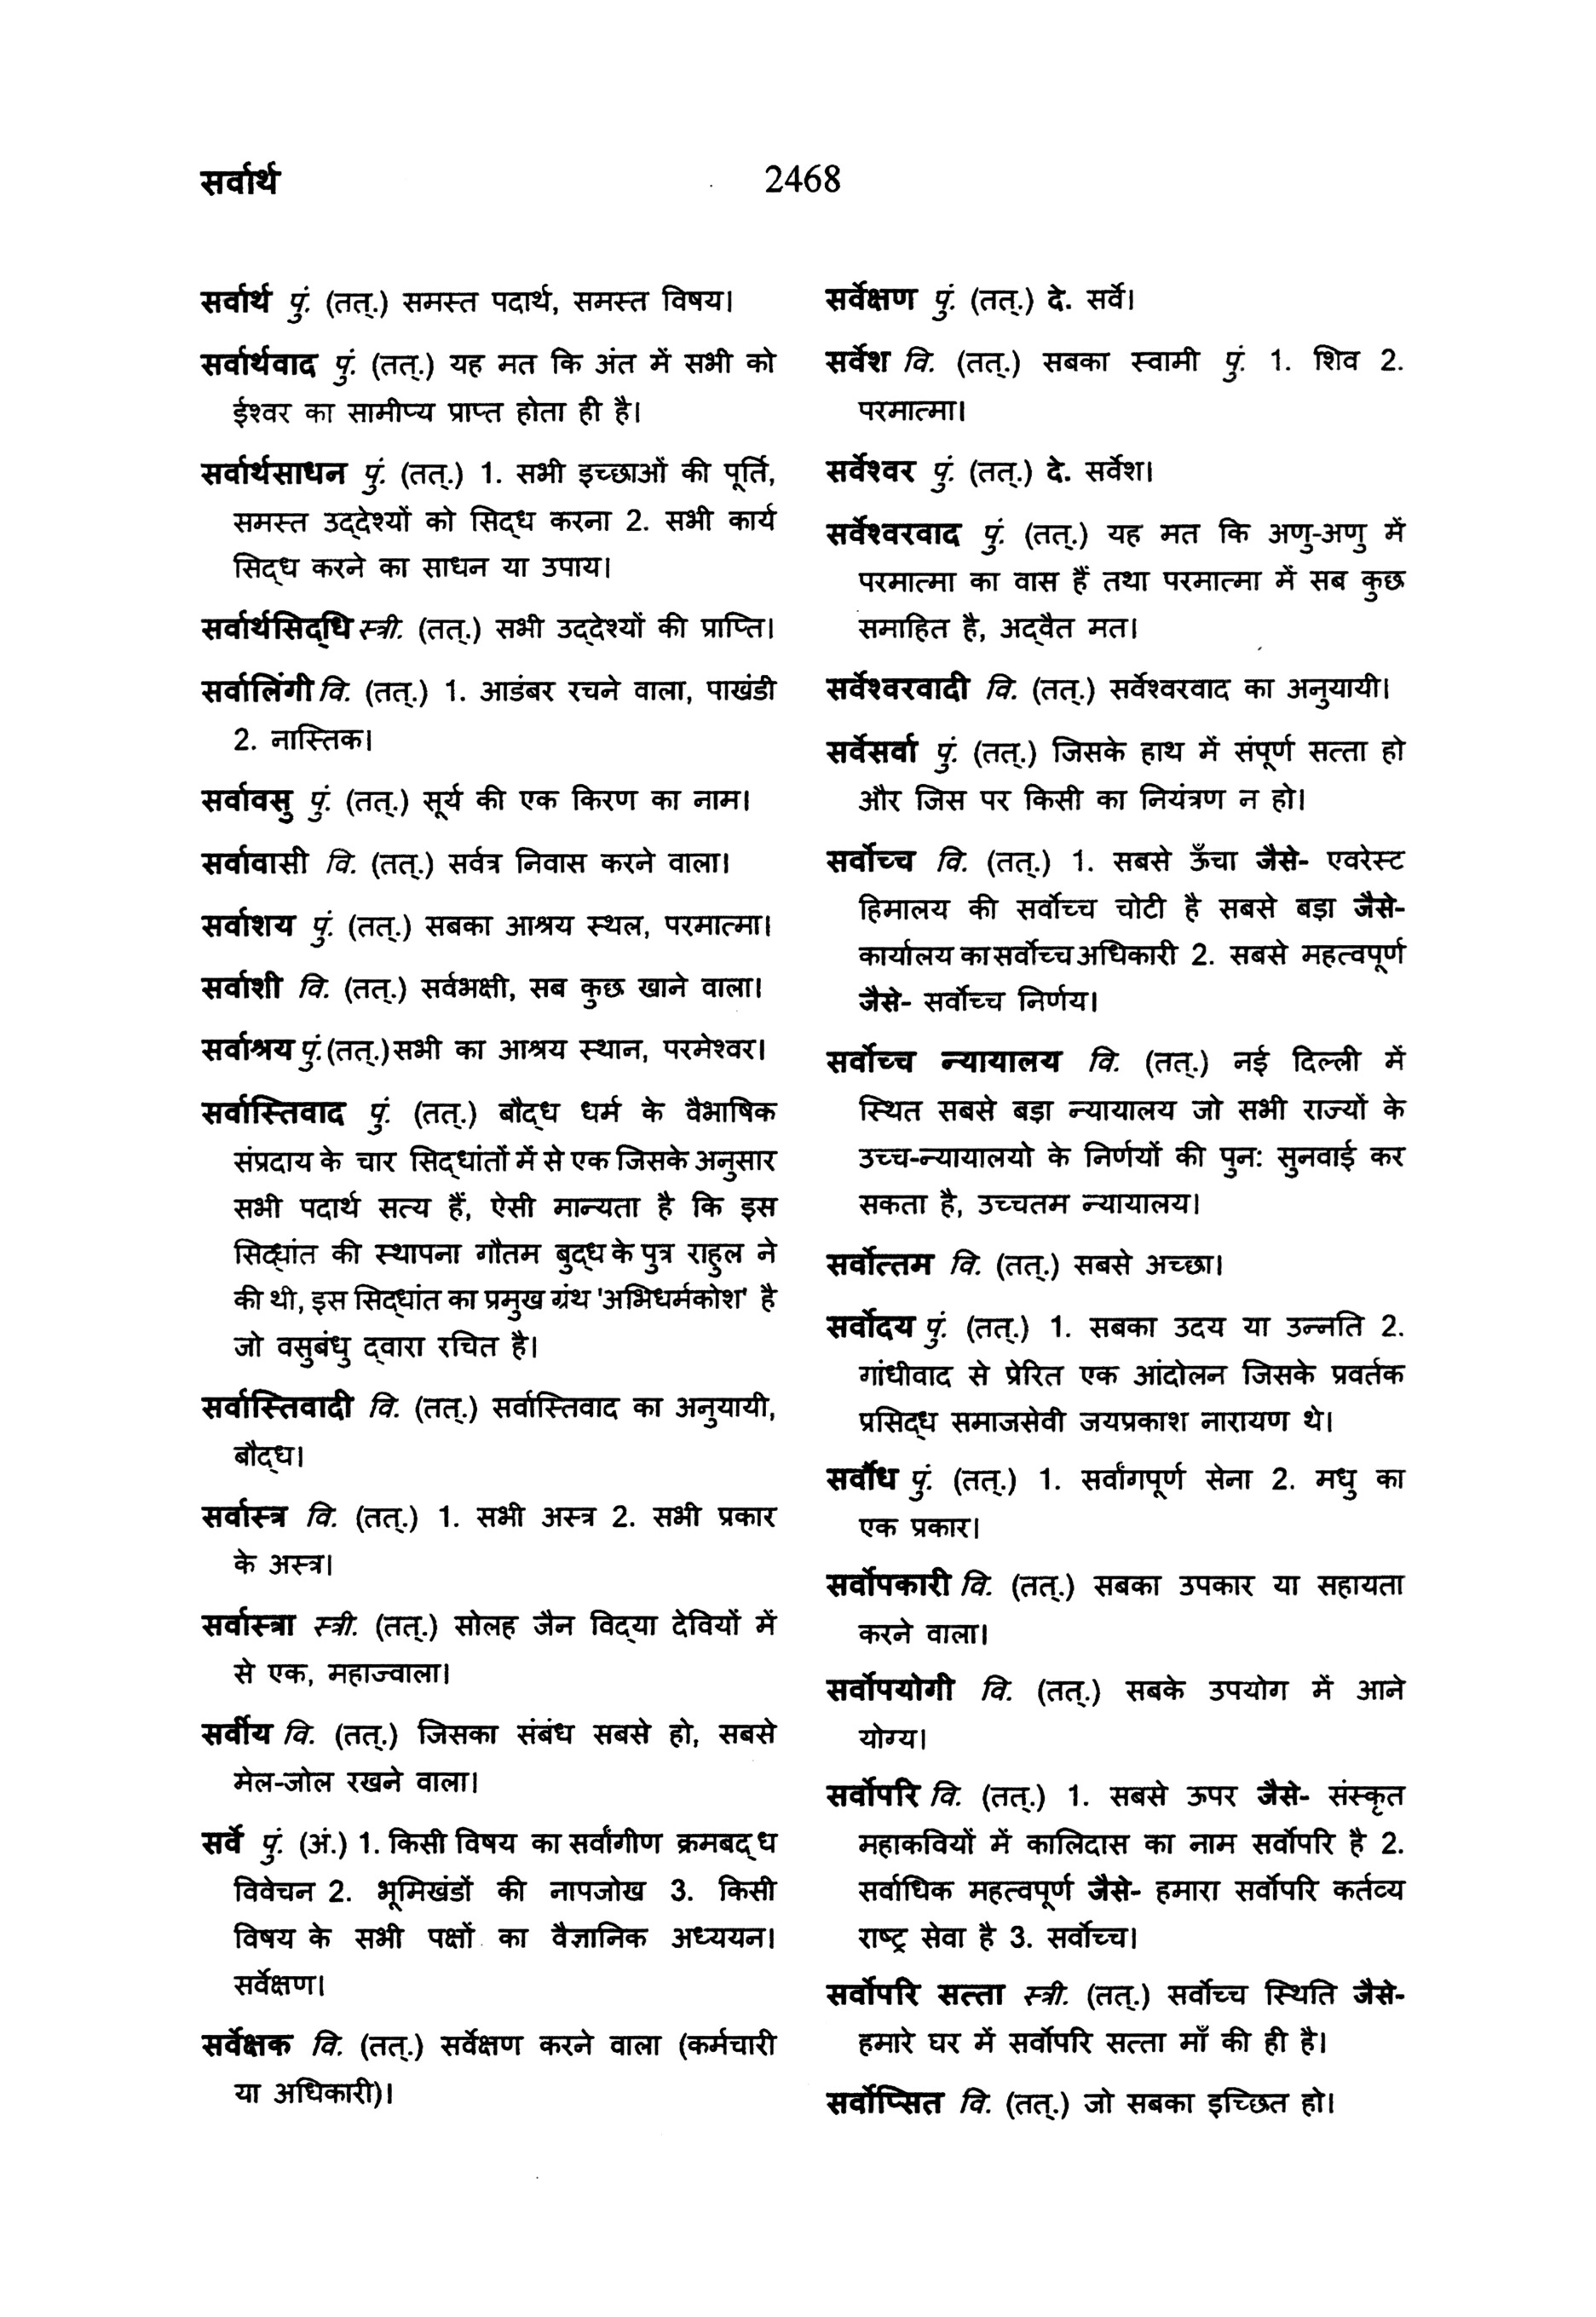 सर्वार्थ
2468
सर्वार्थ पुं. (तत्.) समस्त पदार्थ, समस्त विषय।
सर्वार्थवाद पुं. (तत्.) यह मत कि अंत में सभी को
ईश्वर का सामीप्य प्राप्त होता ही है।
सर्वार्थसाधन पुं. (तत्.) 1. सभी इच्छाओं की पूर्ति,
समस्त उद्‌देश्यों को सिद्‌ध करना 2. सभी कार्य
सिद्‌ध करने का साधन या उपाय।
सर्वार्थसिद्‌धि स्त्री. (तत्.) सभी उद्‌देश्यों की प्राप्ति।
सर्वालिंगी वि. (तत्.) 1. आडंबर रचने वाला, पाखंडी
2. नास्तिक।
सर्वावसु पुं. (तत्.) सूर्य की एक किरण का नाम।
सर्वावासी वि. (तत्.) सर्वत्र निवास करने वाला।
सर्वाशय पुं. (तत्.) सबका आश्रय स्थल, परमात्मा।
सर्वाशी वि. (तत्.) सर्वभक्षी, सब कुछ खाने वाला।
सर्वाश्रय पुं.(तत्.)सभी का आश्रय स्थान, परमेश्वर।
सर्वास्तिवाद पुं. (तत्.) बौद्‌ध धर्म के वैभाषिक
संप्रदाय के चार सिद्‌धांतों में से एक जिसके अनुसार
सभी पदार्थ सत्य हैं, ऐसी मान्यता है कि इस
सिद्‌धांत की स्थापना गौतम बुद्‌ध के पुत्र राहुल ने
की थी, इस सिद्‌धांत का प्रमुख ग्रंथ 'अभिधर्मकोश' है
जो वसुबंधु द्‌वारा रचित है।
सर्वास्तिवादी वि. (तत्.) सर्वास्तिवाद का अनुयायी,
बौद्‌ध।
सर्वास्त्र वि. (तत्.) 1. सभी अस्त्र 2. सभी प्रकार
के अस्त्र।
सर्वास्त्रा स्त्री. (तत्.) सोलह जैन विद्‌या देवियों में
से एक, महाज्वाला।
सर्वीय वि. (तत्.) जिसका संबंध सबसे हो, सबसे
मेल-जोल रखने वाला।
सर्वे पुं. (अं.) 1. किसी विषय का सर्वांगीण क्रमबद्‌ध
विवेचन 2. भूमिखंडों की नापजोख 3. किसी
विषय के सभी पक्षों का वैज्ञानिक अध्ययन।
सर्वेक्षण।
सर्वेक्षक वि. (तत्.) सर्वेक्षण करने वाला (कर्मचारी
या अधिकारी)।
सर्वेक्षण पुं. (तत्.) दे. सर्वे।
सर्वेश वि. (तत्.) सबका स्वामी पुं. 1. शिव 2.
परमात्मा।
सर्वेश्वर पुं. (तत्.) दे. सर्वेश।
सर्वेश्वरवाद पुं. (तत्.) यह मत कि अणु-अणु में
परमात्मा का वास हैं तथा परमात्मा में सब कुछ
समाहित है, अद्‌वैत मत।
सर्वेश्वरवादी वि. (तत्.) सर्वेश्वरवाद का अनुयायी।
सर्वेसर्वा पुं. (तत्.) जिसके हाथ में संपूर्ण सत्ता हो
और जिस पर किसी का नियंत्रण न हो।
सर्वोच्च वि. (तत्.) 1. सबसे ऊँचा जैसे- एवरेस्ट
हिमालय की सर्वोच्च चोटी है सबसे बड़ा जैसे-
कार्यालय का सर्वोच्च अधिकारी 2. सबसे महत्वपूर्ण
जैसे- सर्वोच्च निर्णय।
सर्वोच्च न्यायालय वि. (तत्.) नई दिल्ली में
स्थित सबसे बड़ा न्यायालय जो सभी राज्यों के
उच्च-न्यायालयो के निर्णयों की पुन: सुनवाई कर
सकता है, उच्चतम न्यायालय।
सर्वोत्तम वि. (तत्.) सबसे अच्छा।
सर्वोदय पुं. (तत्.) 1. सबका उदय या उन्नति 2.
गांधीवाद से प्रेरित एक आंदोलन जिसके प्रवर्तक
प्रसिद्‌ध समाजसेवी जयप्रकाश नारायण थे।
सर्वौध पुं. (तत्.) 1. सर्वांगपूर्ण सेना 2. मधु का
एक प्रकार।
सर्वोपकारी वि. (तत्.) सबका उपकार या सहायता
करने वाला।
सर्वोपयोगी वि. (तत्.) सबके उपयोग में आने
योग्य।
सर्वोपरि वि. (तत्.) 1. सबसे ऊपर जैसे- संस्कृत
महाकवियों में कालिदास का नाम सर्वोपरि है 2.
सर्वाधिक महत्वपूर्ण जैसे- हमारा सर्वोपरि कर्तव्य
राष्ट्र सेवा है 3. सर्वोच्च।
सर्वोपरि सत्ता स्त्री. (तत्.) सर्वोच्च स्थिति जैसे-
हमारे घर में सर्वोपरि सत्ता माँ की ही है।
सर्वोप्सित वि. (तत्.) जो सबका इच्छित हो।